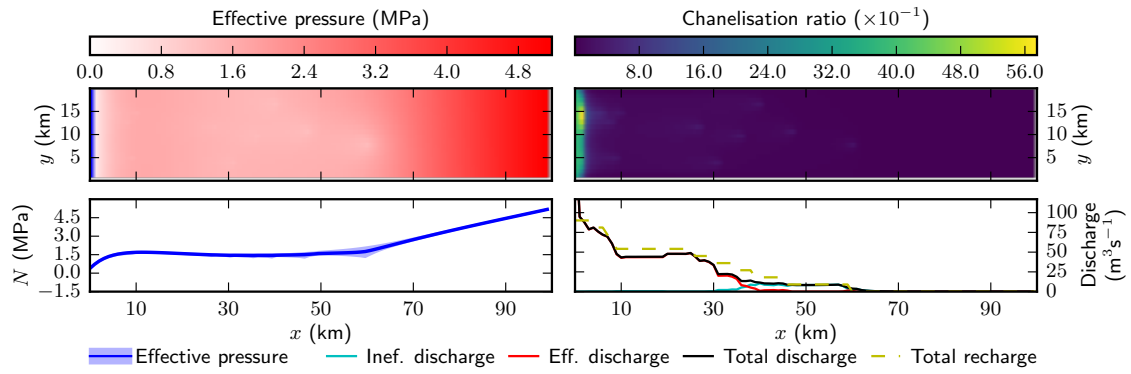 Effective pressure (MPa)
Chanelisation ratio (×10⁻¹)
0.0 0.8 1.6 2.4 3.2 4.0 4.8
8.0 16.0 24.0 32.0 40.0 48.0 56.0
y (km)
15
10
5
15
10
5
y (km)
N (MPa)
4.5
3.0
1.5
0.0
−1.5
100
75
50
25
0
Discharge
(m³s⁻¹)
10 30 50 70 90
10 30 50 70 90
x (km)
x (km)
Effective pressure Inef. discharge Eff. discharge Total discharge Total recharge